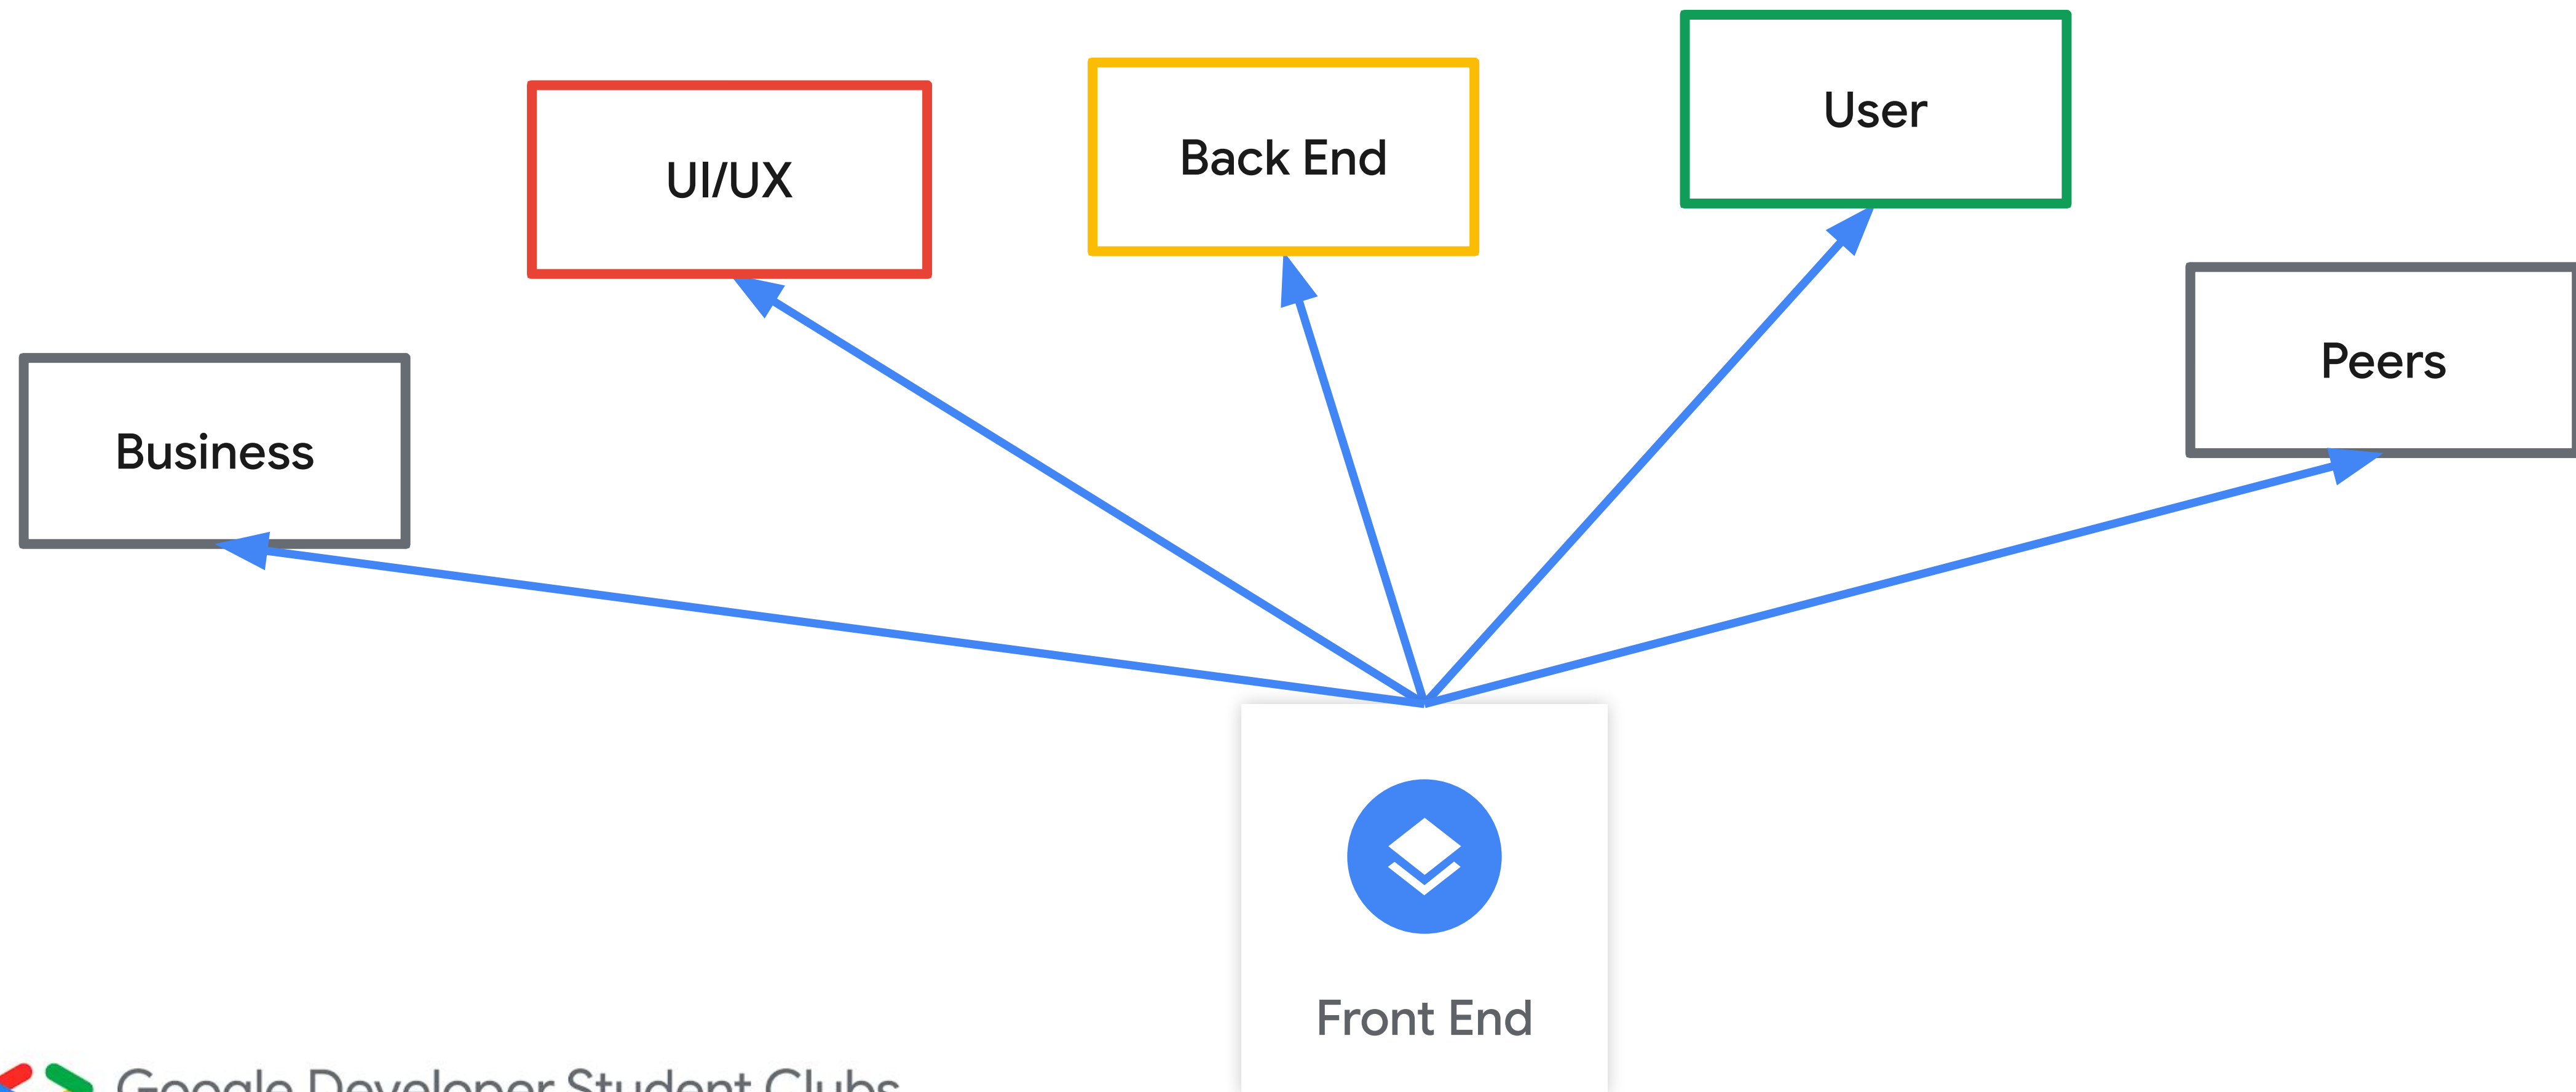 User
Back End
UI/UX
Peers
Business
Front End
Google Developer Student Clubs